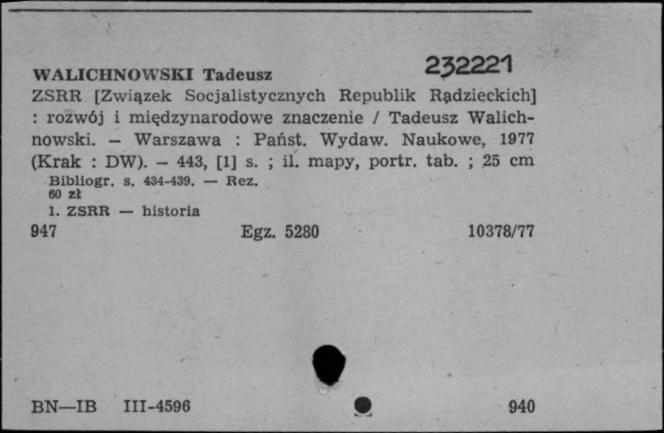 WALICHNOWSKI Tadeusz 232221
ZSRR [Związek Socjalistycznych Republik Radzieckich]
: rozwój i międzynarodowe znaczenie / Tadeusz Walich-
nowski. — Warszawa : Państ. Wydaw. Naukowe, 1977
(Krak : DW). — 443, [1] s. ; il. mapy, portr. tab. ; 25 cm
Bibliogr. s. 434-439. — Rez.
60 zł
1. ZSRR — historia
947 Egz. 5280 10378/77
BN—IB III-4596 940